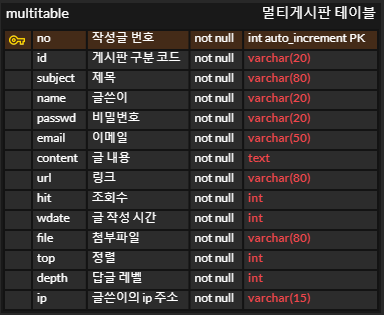 multitable 멀티게시판 테이블
no 작성글 번호 not null int auto_increment PK
id 게시판 구분 코드 not null varchar(20)
subject 제목 not null varchar(80)
name 글쓴이 not null varchar(20)
passwd 비밀번호 not null varchar(20)
email 이메일 not null varchar(50)
content 글 내용 not null text
url 링크 not null varchar(80)
hit 조회수 not null int
wdate 글 작성 시간 not null int
file 첨부파일 not null varchar(80)
top 정렬 not null int
depth 답글 레벨 not null int
ip 글쓴이의 ip 주소 not null varchar(15)